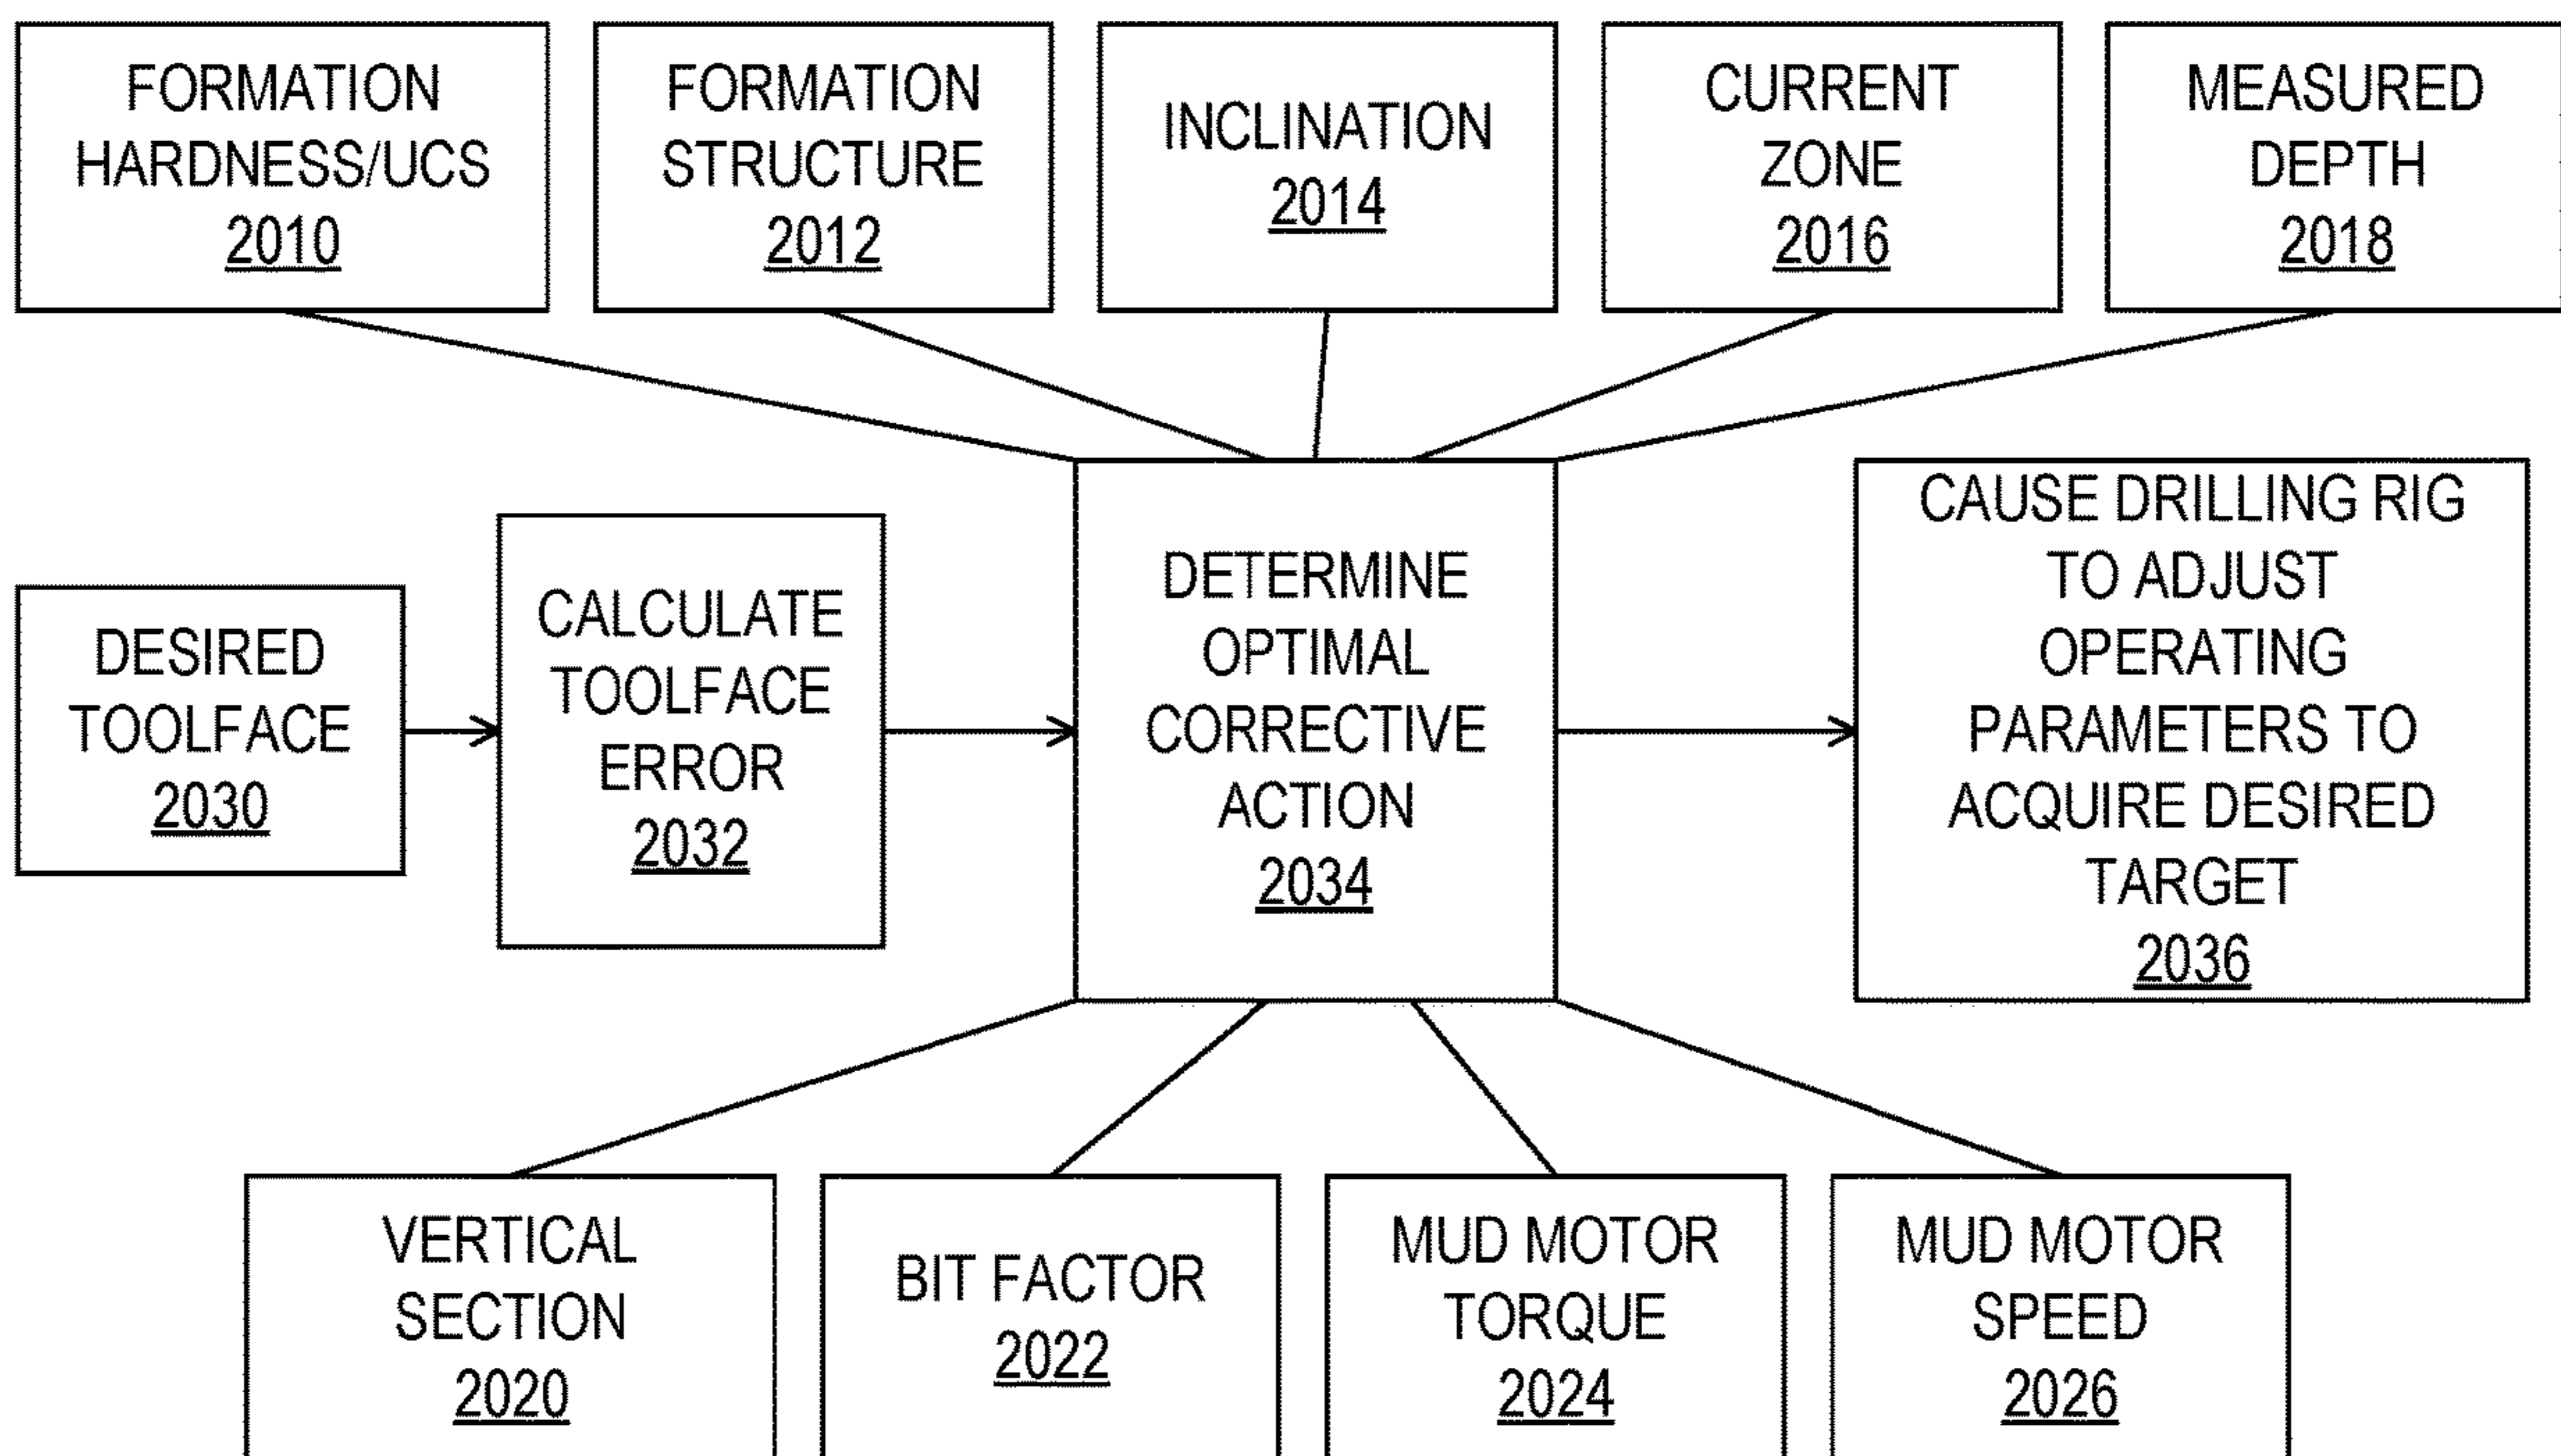 FORMATION
HARDNESS/UCS
2010
FORMATION
STRUCTURE
2012
INCLINATION
2014
CURRENT
ZONE
2016
MEASURED
DEPTH
2018
DESIRED
TOOLFACE
2030
CALCULATE
TOOLFACE
ERROR
2032
DETERMINE
OPTIMAL
CORRECTIVE
ACTION
2034
CAUSE DRILLING RIG
TO ADJUST
OPERATING
PARAMETERS TO
ACQUIRE DESIRED
TARGET
2036
VERTICAL
SECTION
2020
BIT FACTOR
2022
MUD MOTOR
TORQUE
2024
MUD MOTOR
SPEED
2026